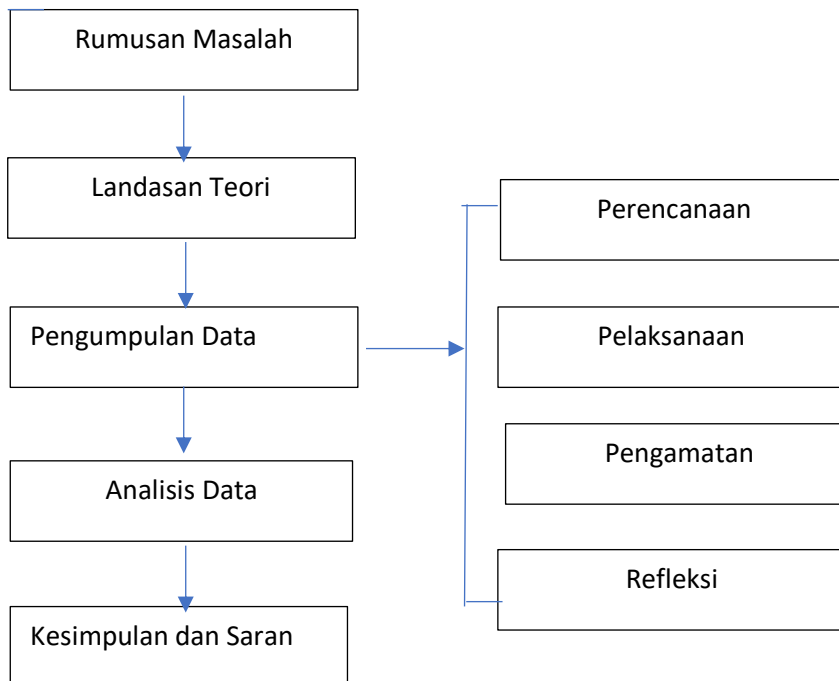 Rumusan Masalah
Landasan Teori
Pengumpulan Data
Analisis Data
Kesimpulan dan Saran
Perencanaan
Pelaksanaan
Pengamatan
Refleksi